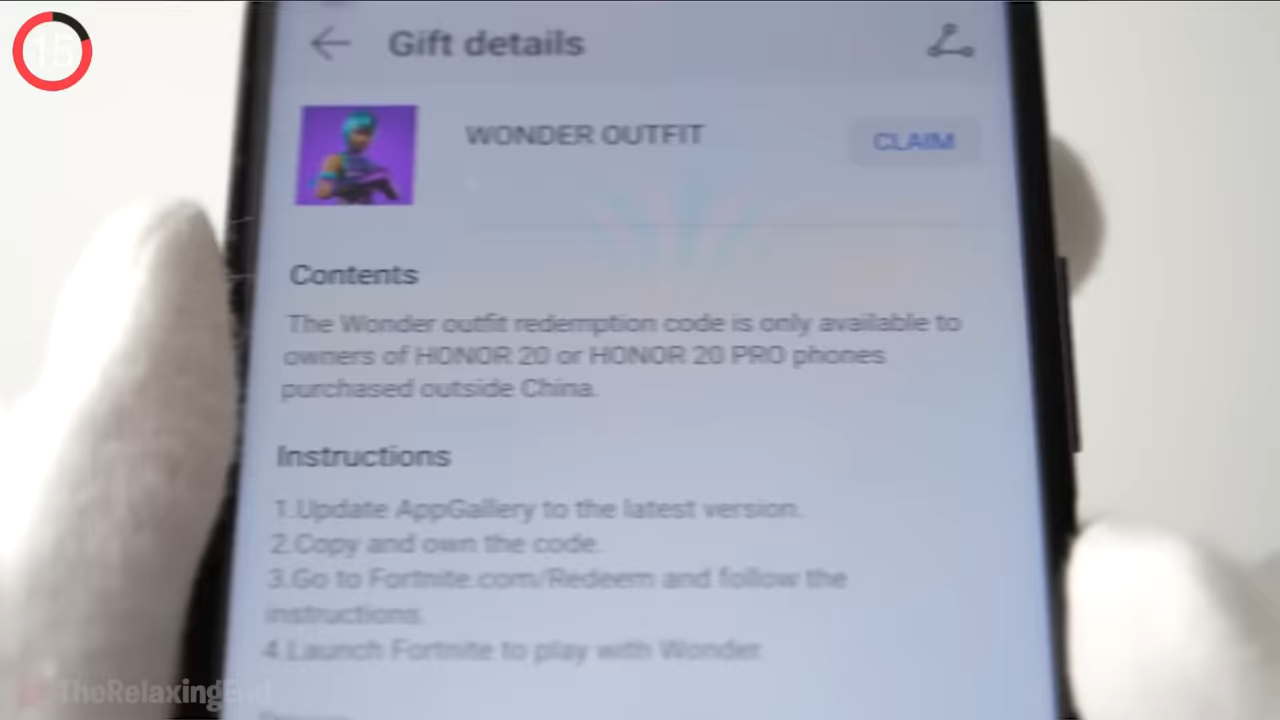 15
Gift details
WONDER OUTFIT
CLAIM
Contents
The Wonder outfit redemption code is only available to
owners of HONOR 20 or HONOR 20 PRO phones
purchased outside China.
Instructions
1.Update AppGallery to the latest version.
2.Copy and own the code.
3.Go to Fortnite.com/Redeem and follow the
instructions.
4.Launch Fortnite to play with Wonder.
TheRelaxingEnd